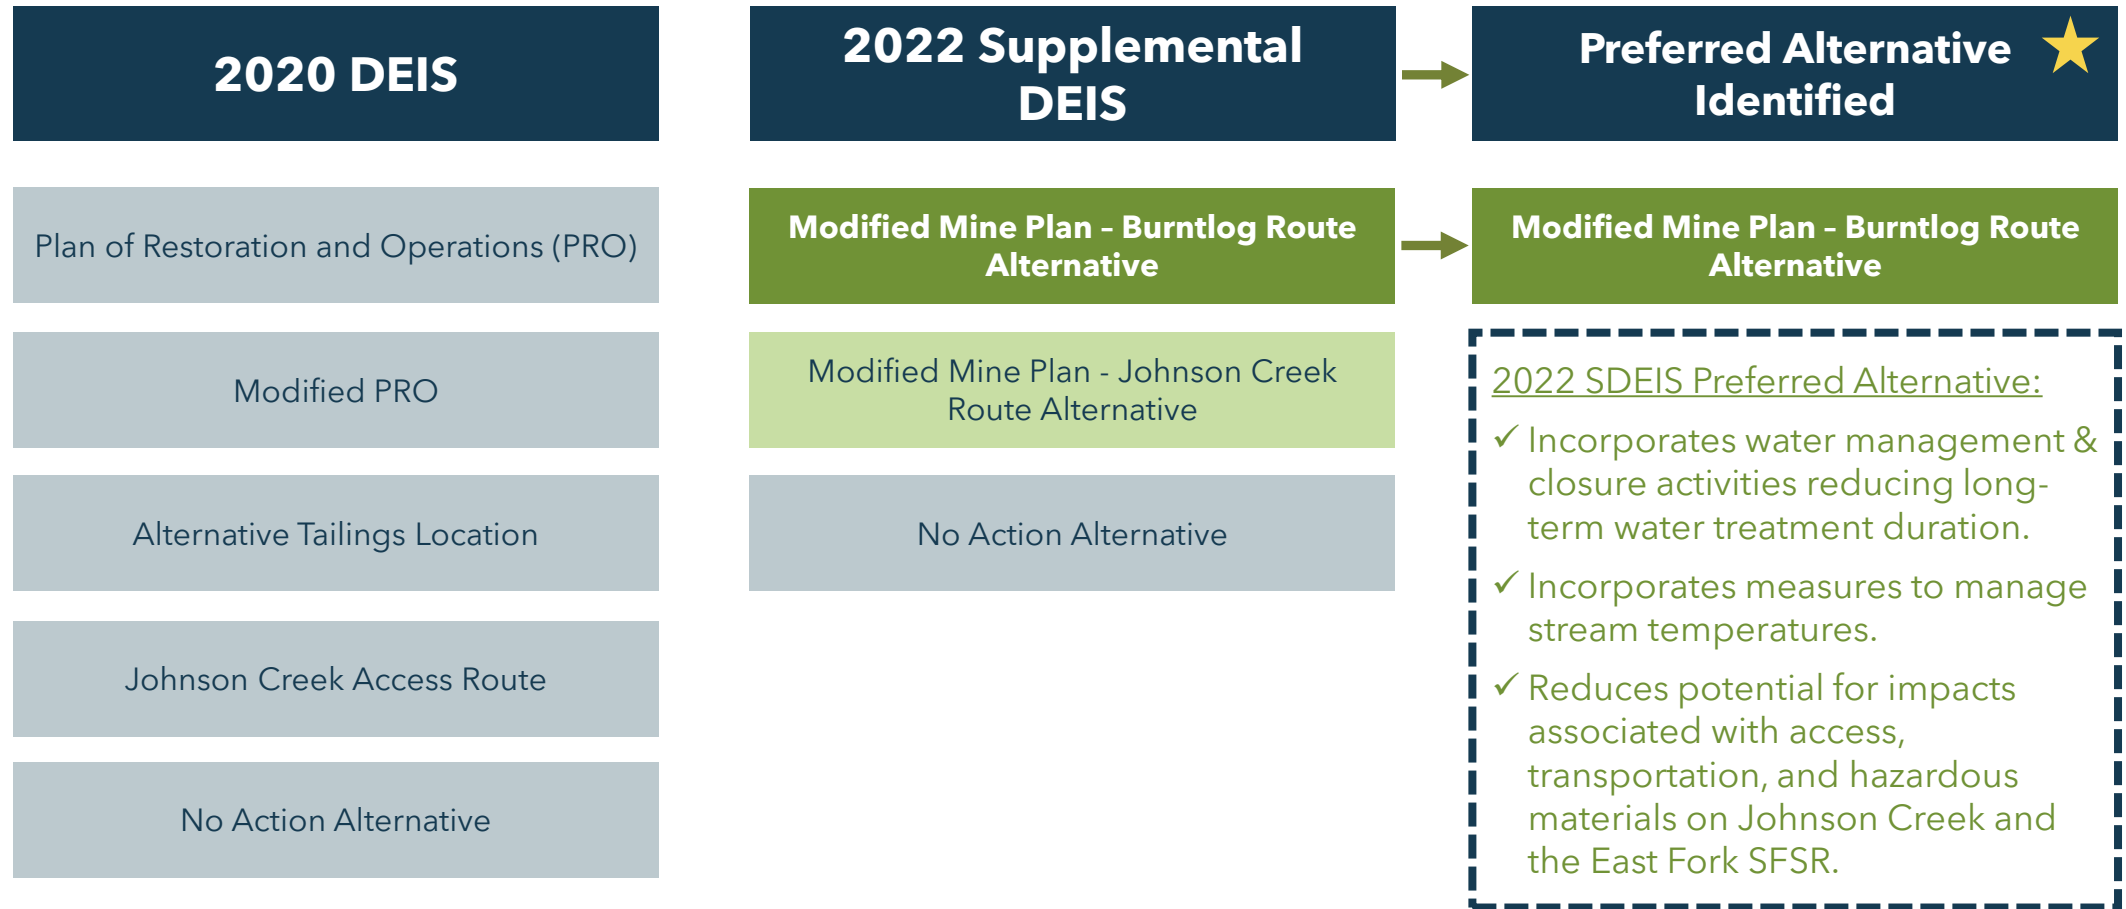 2020 DEIS
Plan of Restoration and Operations (PRO)
Modified PRO
Alternative Tailings Location
Johnson Creek Access Route
No Action Alternative
2022 Supplemental
DEIS
Modified Mine Plan – Burntlog Route
Alternative
Modified Mine Plan - Johnson Creek
Route Alternative
No Action Alternative
Preferred Alternative
Identified
Modified Mine Plan – Burntlog Route
Alternative
2022 SDEIS Preferred Alternative:
✓ Incorporates water management &
closure activities reducing long-
term water treatment duration.
✓ Incorporates measures to manage
stream temperatures.
✓ Reduces potential for impacts
associated with access,
transportation, and hazardous
materials on Johnson Creek and
the East Fork SFSR.